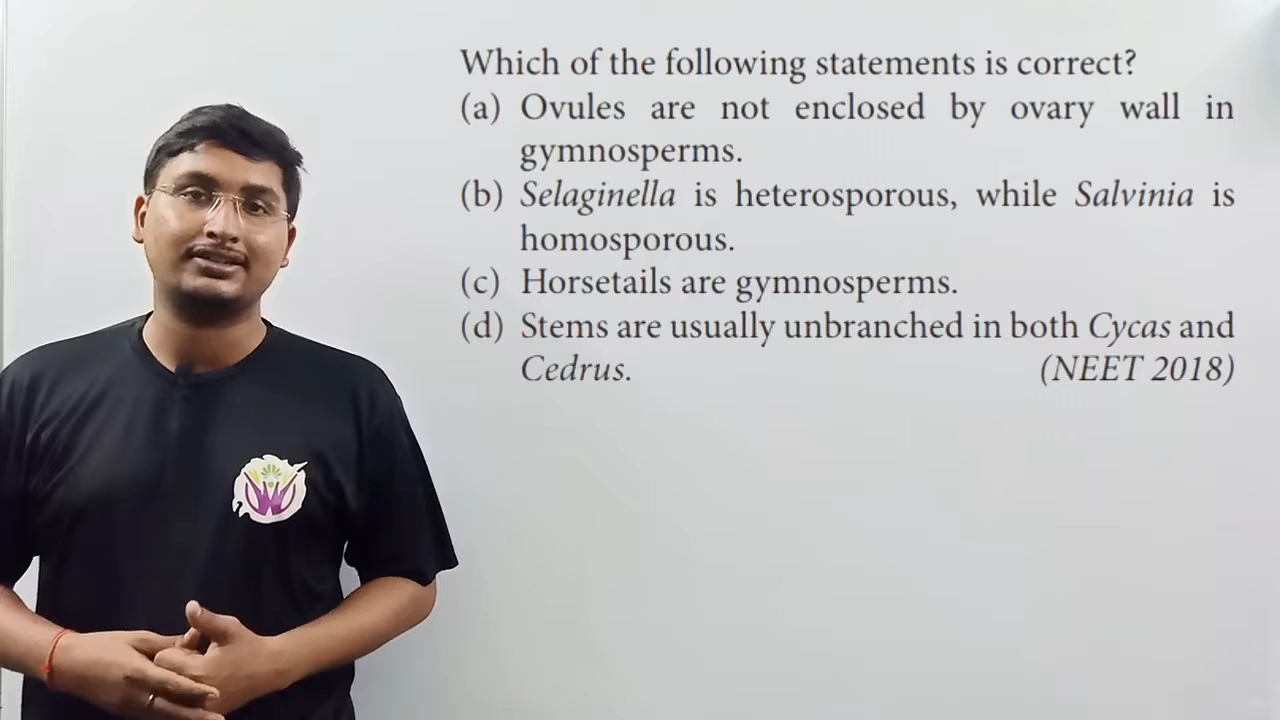 Which of the following statements is correct?
(a) Ovules are not enclosed by ovary wall in
gymnosperms.
(b) Selaginella is heterosporous, while Salvinia is
homosporous.
(c) Horsetails are gymnosperms.
(d) Stems are usually unbranched in both Cycas and
Cedrus. (NEET 2018)